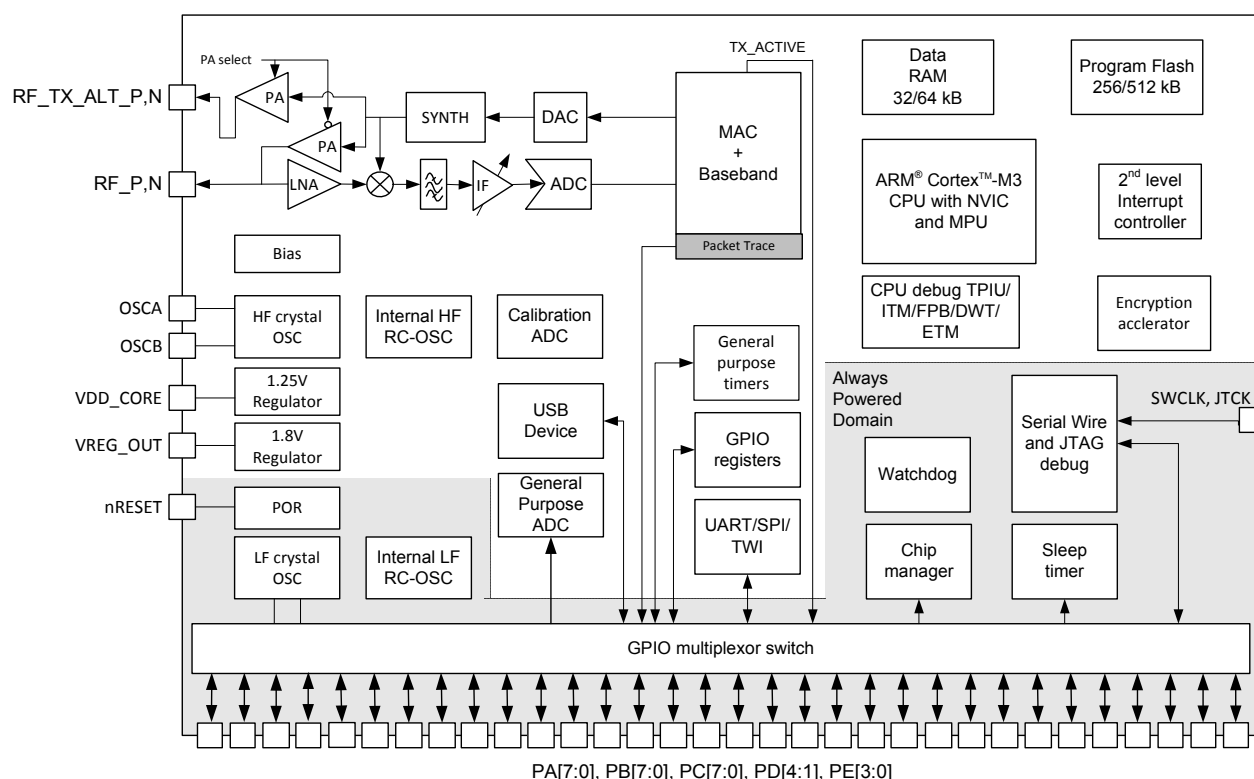 TX_ACTIVE
PA select
RF_TX_ALT_P,N
PA
SYNTH
DAC
MAC
+
Baseband
Data
RAM
32/64 kB
Program Flash
256/512 kB
PA
RF_P,N
LNA
IF
ADC
ARM® Cortex™-M3
CPU with NVIC
and MPU
2nd level
Interrupt
controller
Packet Trace
Bias
OSCA
OSCB
HF crystal
OSC
Internal HF
RC-OSC
Calibration
ADC
General
purpose
timers
CPU debug TPIU/
ITM/FPB/DWT/
ETM
Encryption
acclerator
VDD_CORE
1.25V
Regulator
USB
Device
Always
Powered
Domain
Serial Wire
and JTAG
debug
SWCLK, JTCK
VREG_OUT
1.8V
Regulator
GPIO
registers
Watchdog
nRESET
POR
General
Purpose
ADC
UART/SPI/
TWI
LF crystal
OSC
Internal LF
RC-OSC
Chip
manager
Sleep
timer
GPIO multiplexor switch
PA[7:0], PB[7:0], PC[7:0], PD[4:1], PE[3:0]